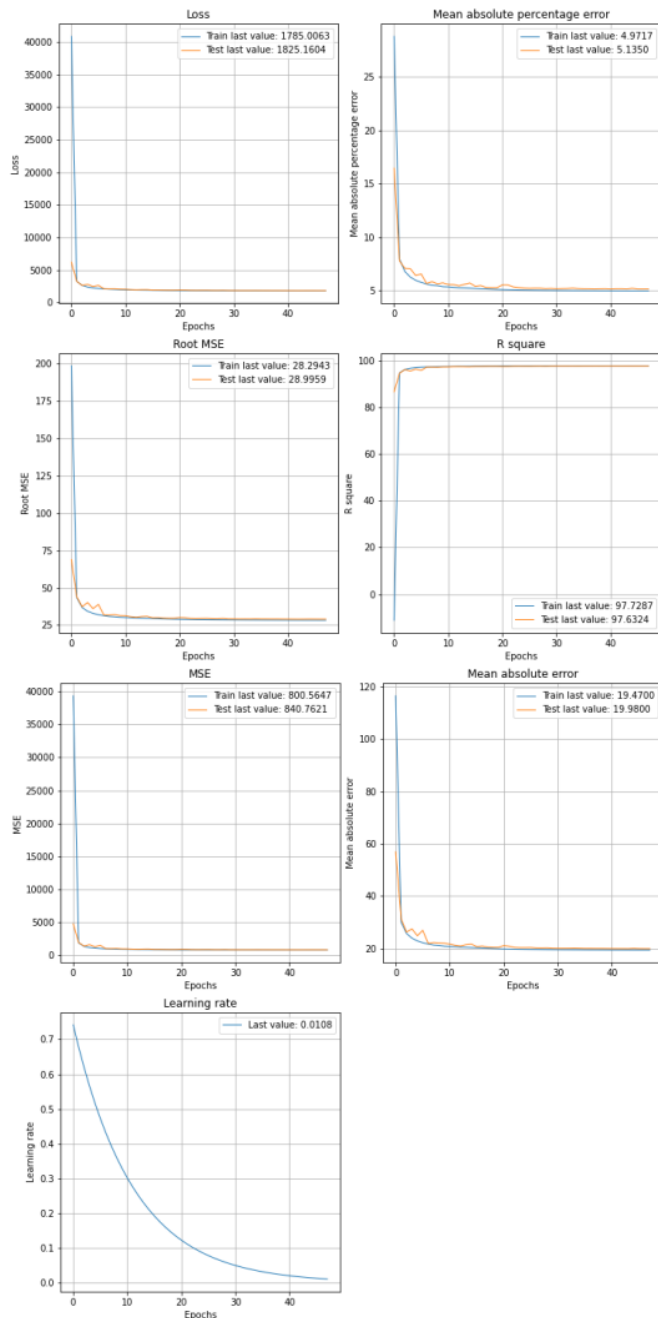 Loss
Train last value: 1785.0063
Test last value: 1825.1604
40000
35000
30000
25000
20000
15000
10000
5000
0
Loss
0 10 20 30 40
Epochs
Mean absolute percentage error
Train last value: 4.9717
Test last value: 5.1350
25
20
15
10
5
Mean absolute percentage error
0 10 20 30 40
Epochs
Root MSE
Train last value: 28.2943
Test last value: 28.9959
200
175
150
125
100
75
50
25
Root MSE
0 10 20 30 40
Epochs
R square
100
80
60
40
20
0
R square
Train last value: 97.7287
Test last value: 97.6324
0 10 20 30 40
Epochs
MSE
Train last value: 800.5647
Test last value: 840.7621
40000
35000
30000
25000
20000
15000
10000
5000
0
MSE
0 10 20 30 40
Epochs
Mean absolute error
Train last value: 19.4700
Test last value: 19.9800
120
100
80
60
40
20
Mean absolute error
0 10 20 30 40
Epochs
Learning rate
Last value: 0.0108
0.7
0.6
0.5
0.4
0.3
0.2
0.1
0.0
Learning rate
0 10 20 30 40
Epochs